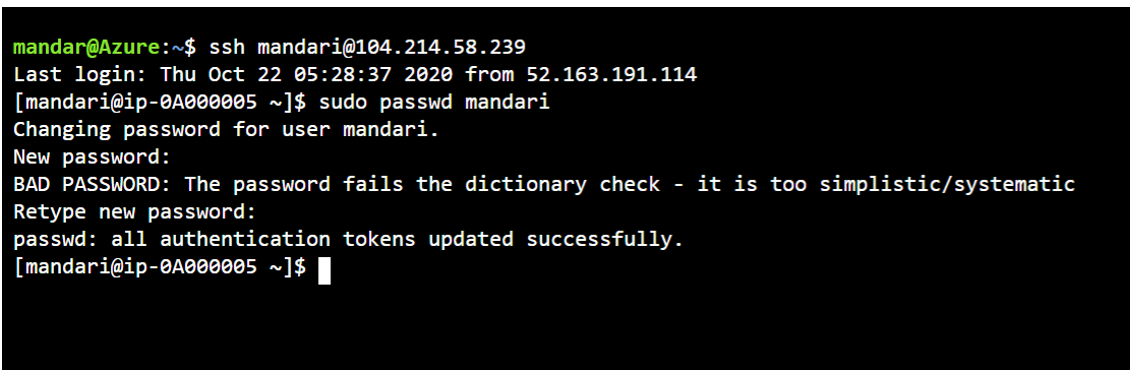 mandar@Azure:~$ ssh mandari@104.214.58.239
Last login: Thu Oct 22 05:28:37 2020 from 52.163.191.114
[mandari@ip-0A000005 ~]$ sudo passwd mandari
Changing password for user mandari.
New password:
BAD PASSWORD: The password fails the dictionary check - it is too simplistic/systematic
Retype new password:
passwd: all authentication tokens updated successfully.
[mandari@ip-0A000005 ~]$